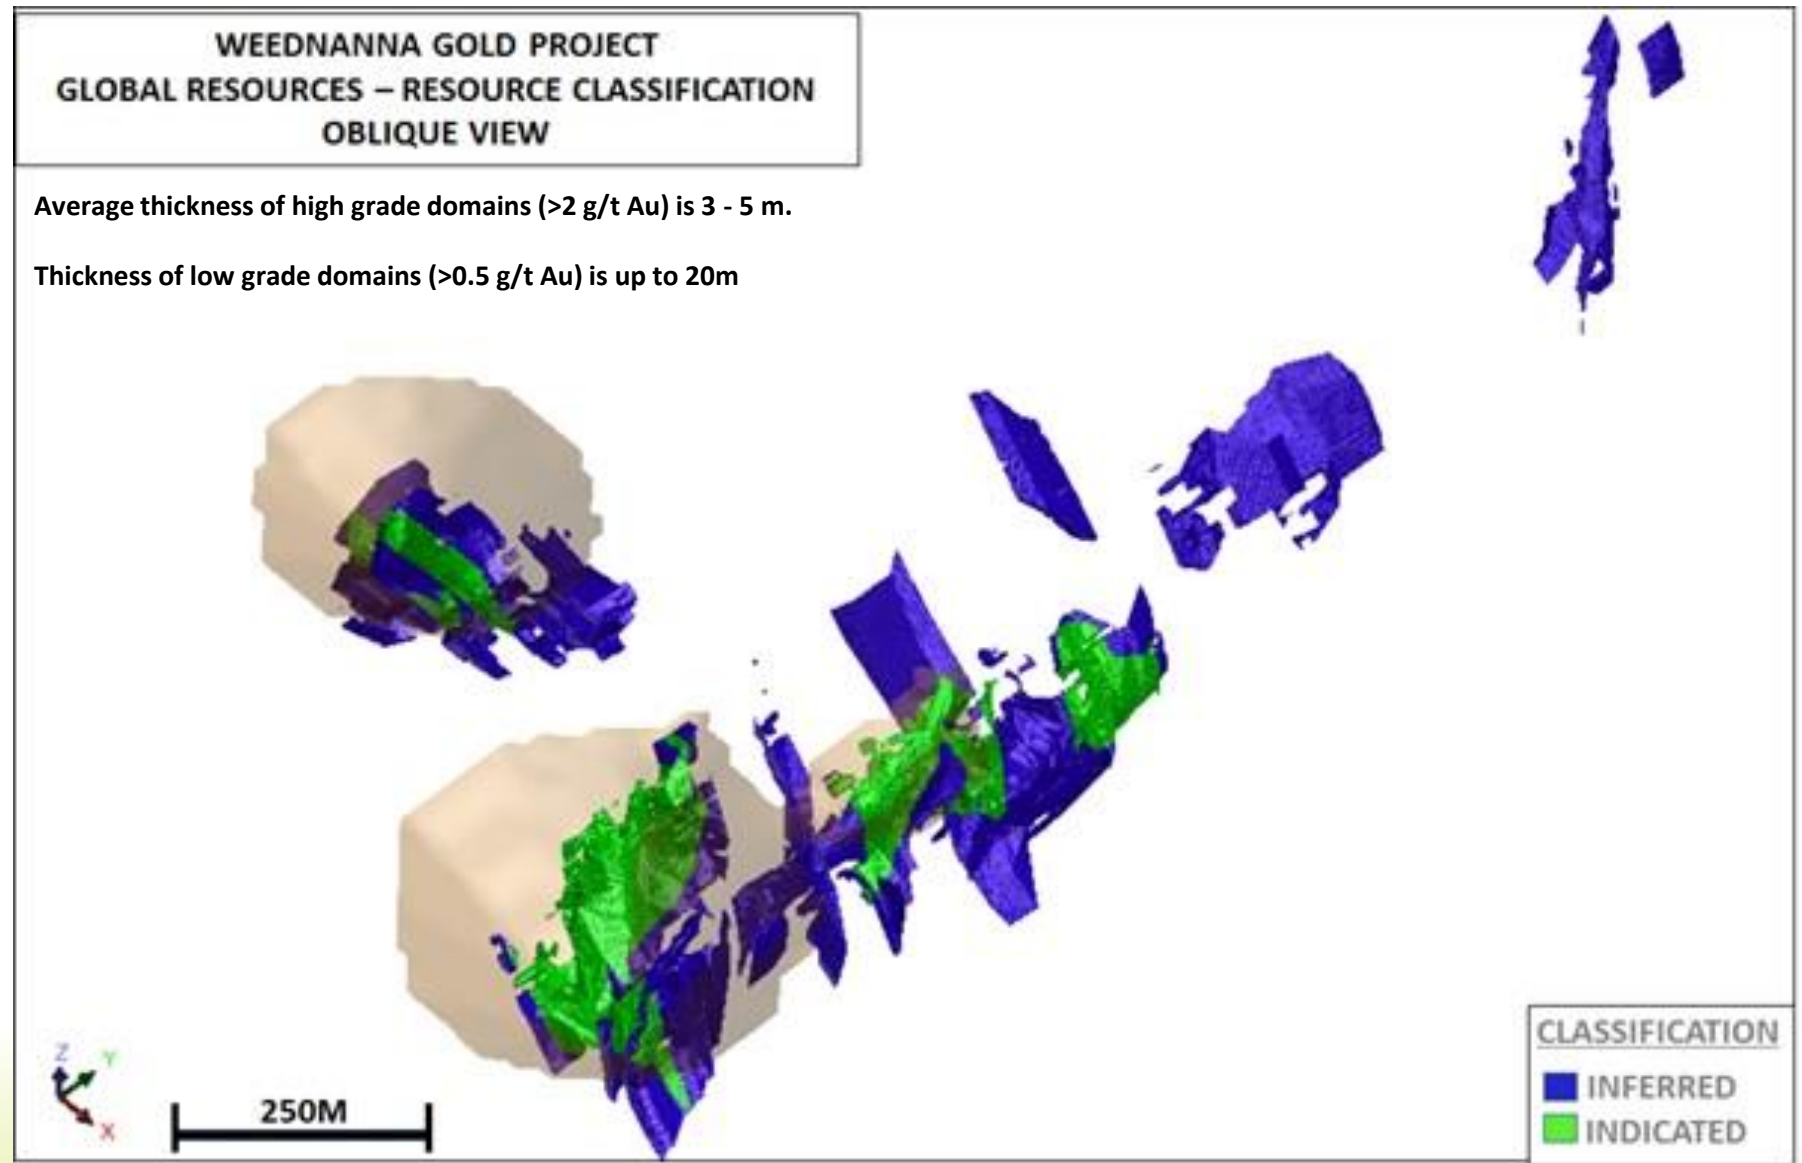 WEEDNANNA GOLD PROJECT
GLOBAL RESOURCES – RESOURCE CLASSIFICATION
OBLIQUE VIEW
Average thickness of high grade domains (>2 g/t Au) is 3 - 5 m.
Thickness of low grade domains (>0.5 g/t Au) is up to 20m
Z
Y
X
250M
CLASSIFICATION
INFERRED
INDICATED